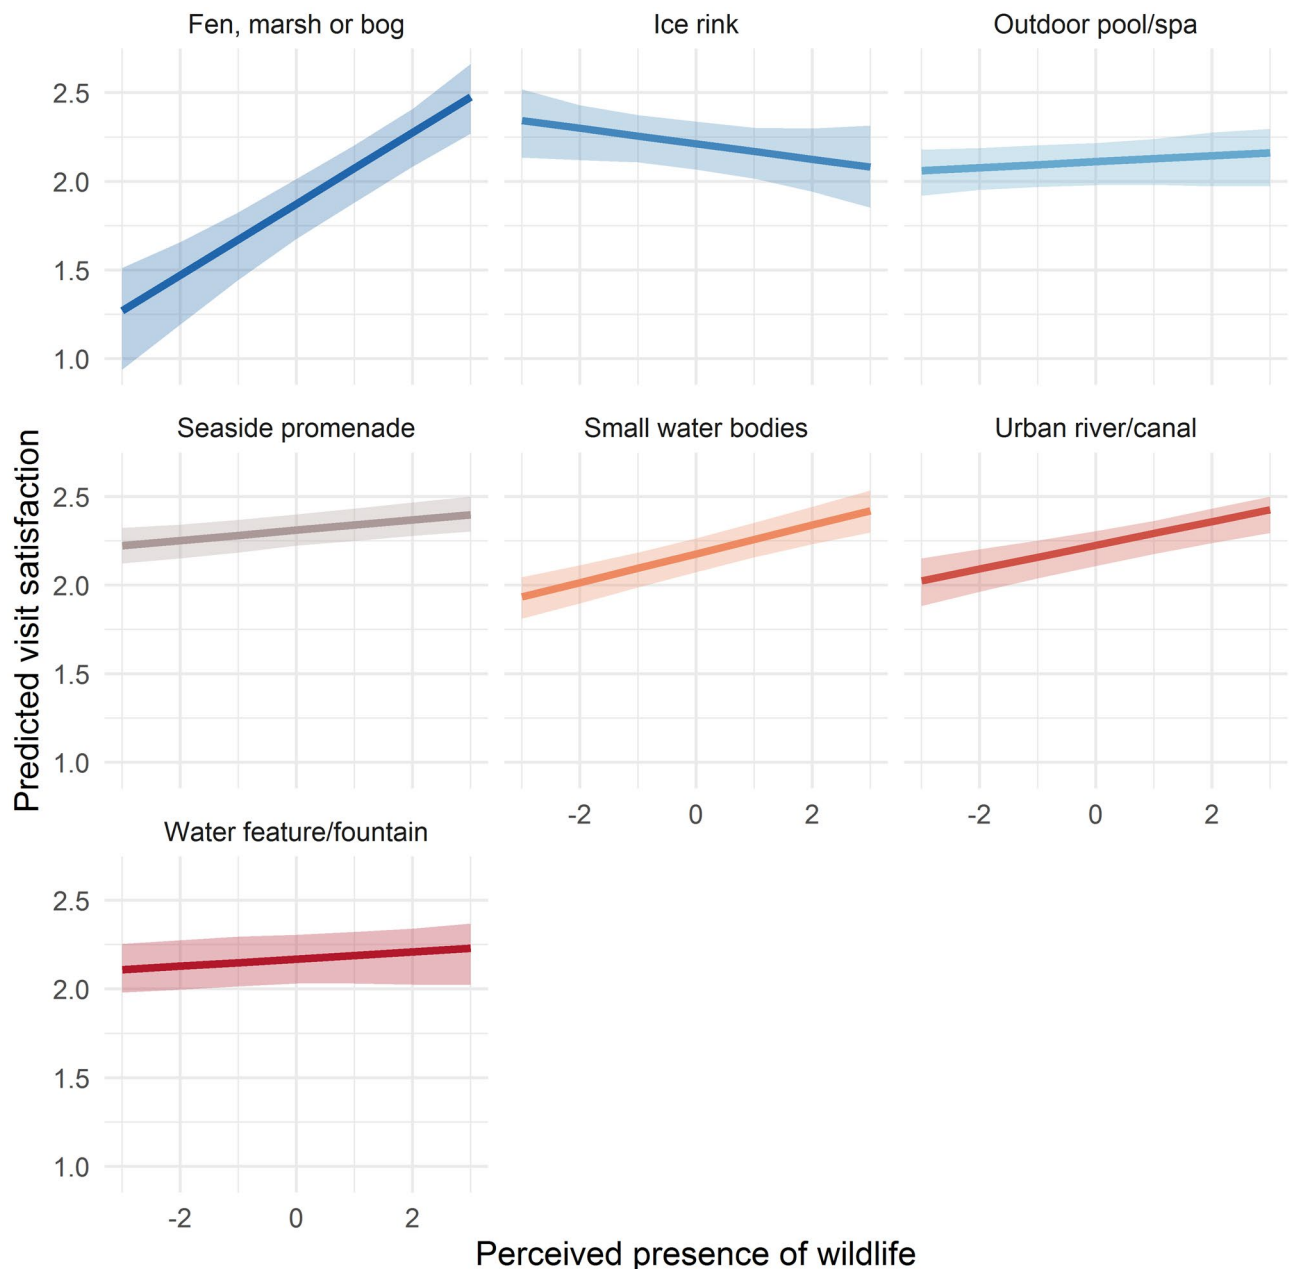 Fen, marsh or bog
Ice rink
Outdoor pool/spa
2.5
2.0
1.5
1.0
Seaside promenade
Small water bodies
Urban river/canal
2.5
2.0
1.5
1.0
-2 0 2
-2 0 2
Water feature/fountain
2.5
2.0
1.5
1.0
-2 0 2
Predicted visit satisfaction
Perceived presence of wildlife